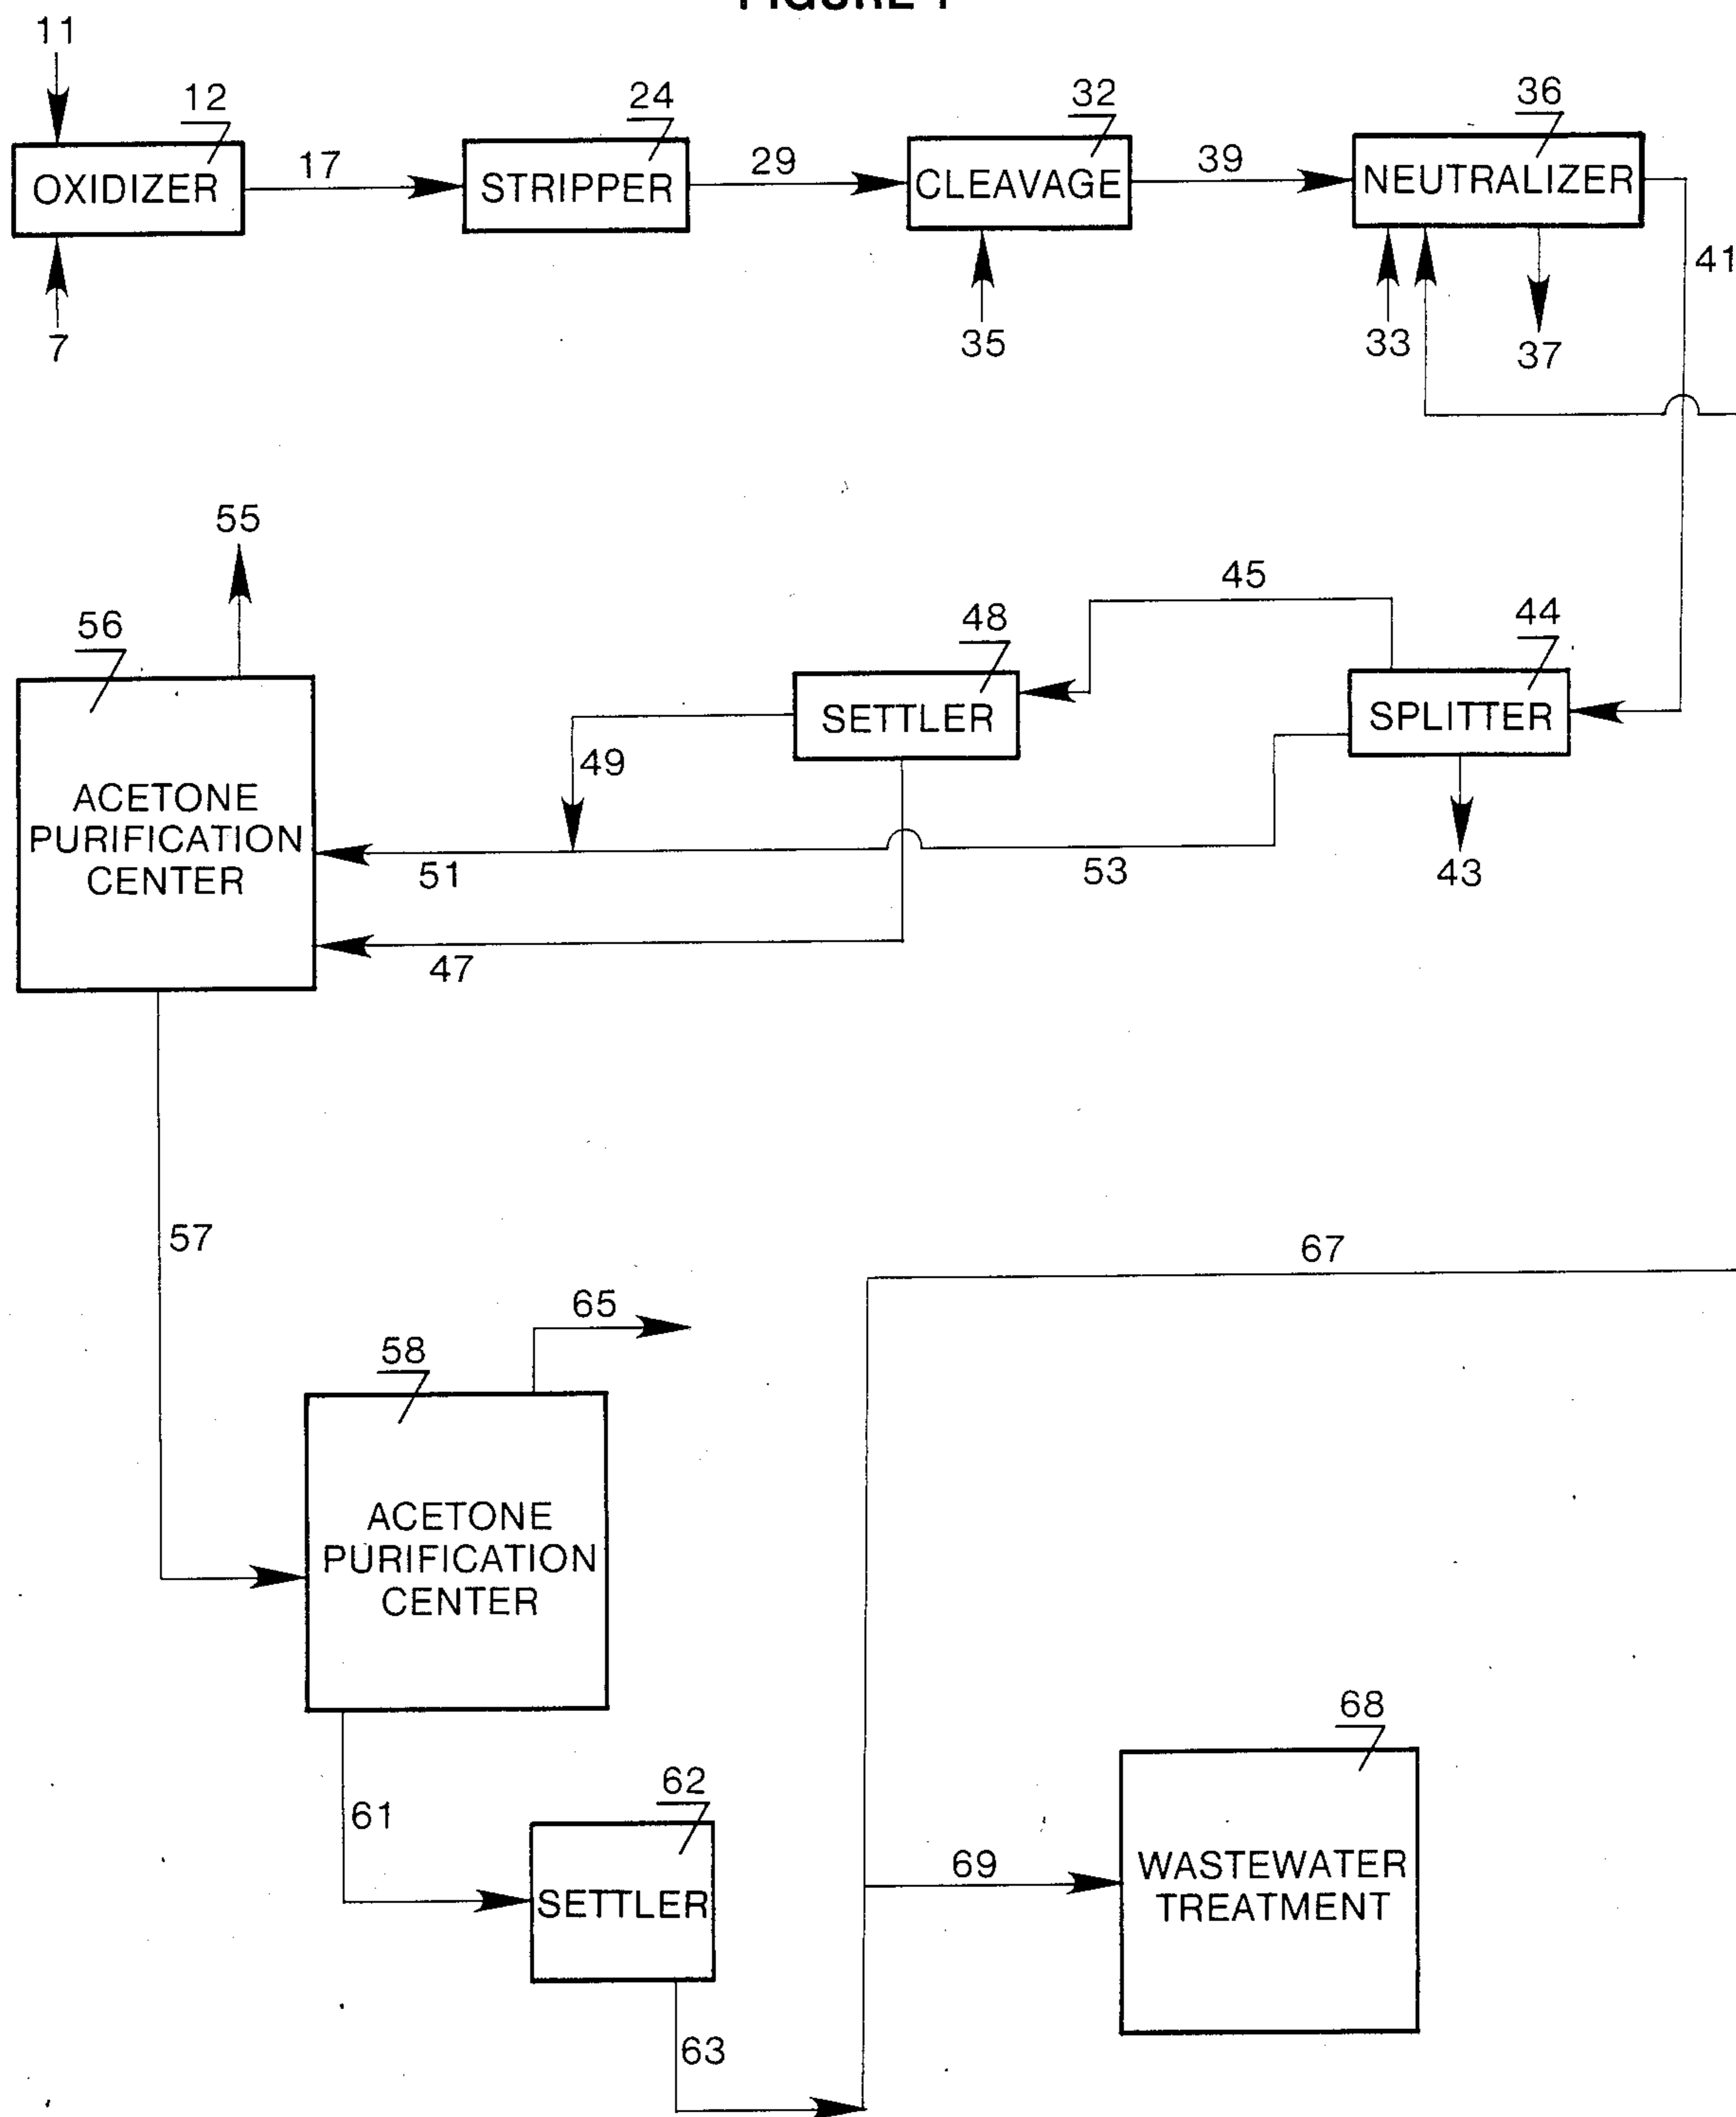 11
12
24
32
36
OXIDIZER
17
STRIPPER
29
CLEAVAGE
39
NEUTRALIZER
7
35
33
37
41
55
45
56
48
44
SETTLER
SPLITTER
49
ACETONE
PURIFICATION
CENTER
51
53
43
47
57
67
65
58
ACETONE
PURIFICATION
CENTER
68
62
61
69
WASTEWATER
TREATMENT
SETTLER
63